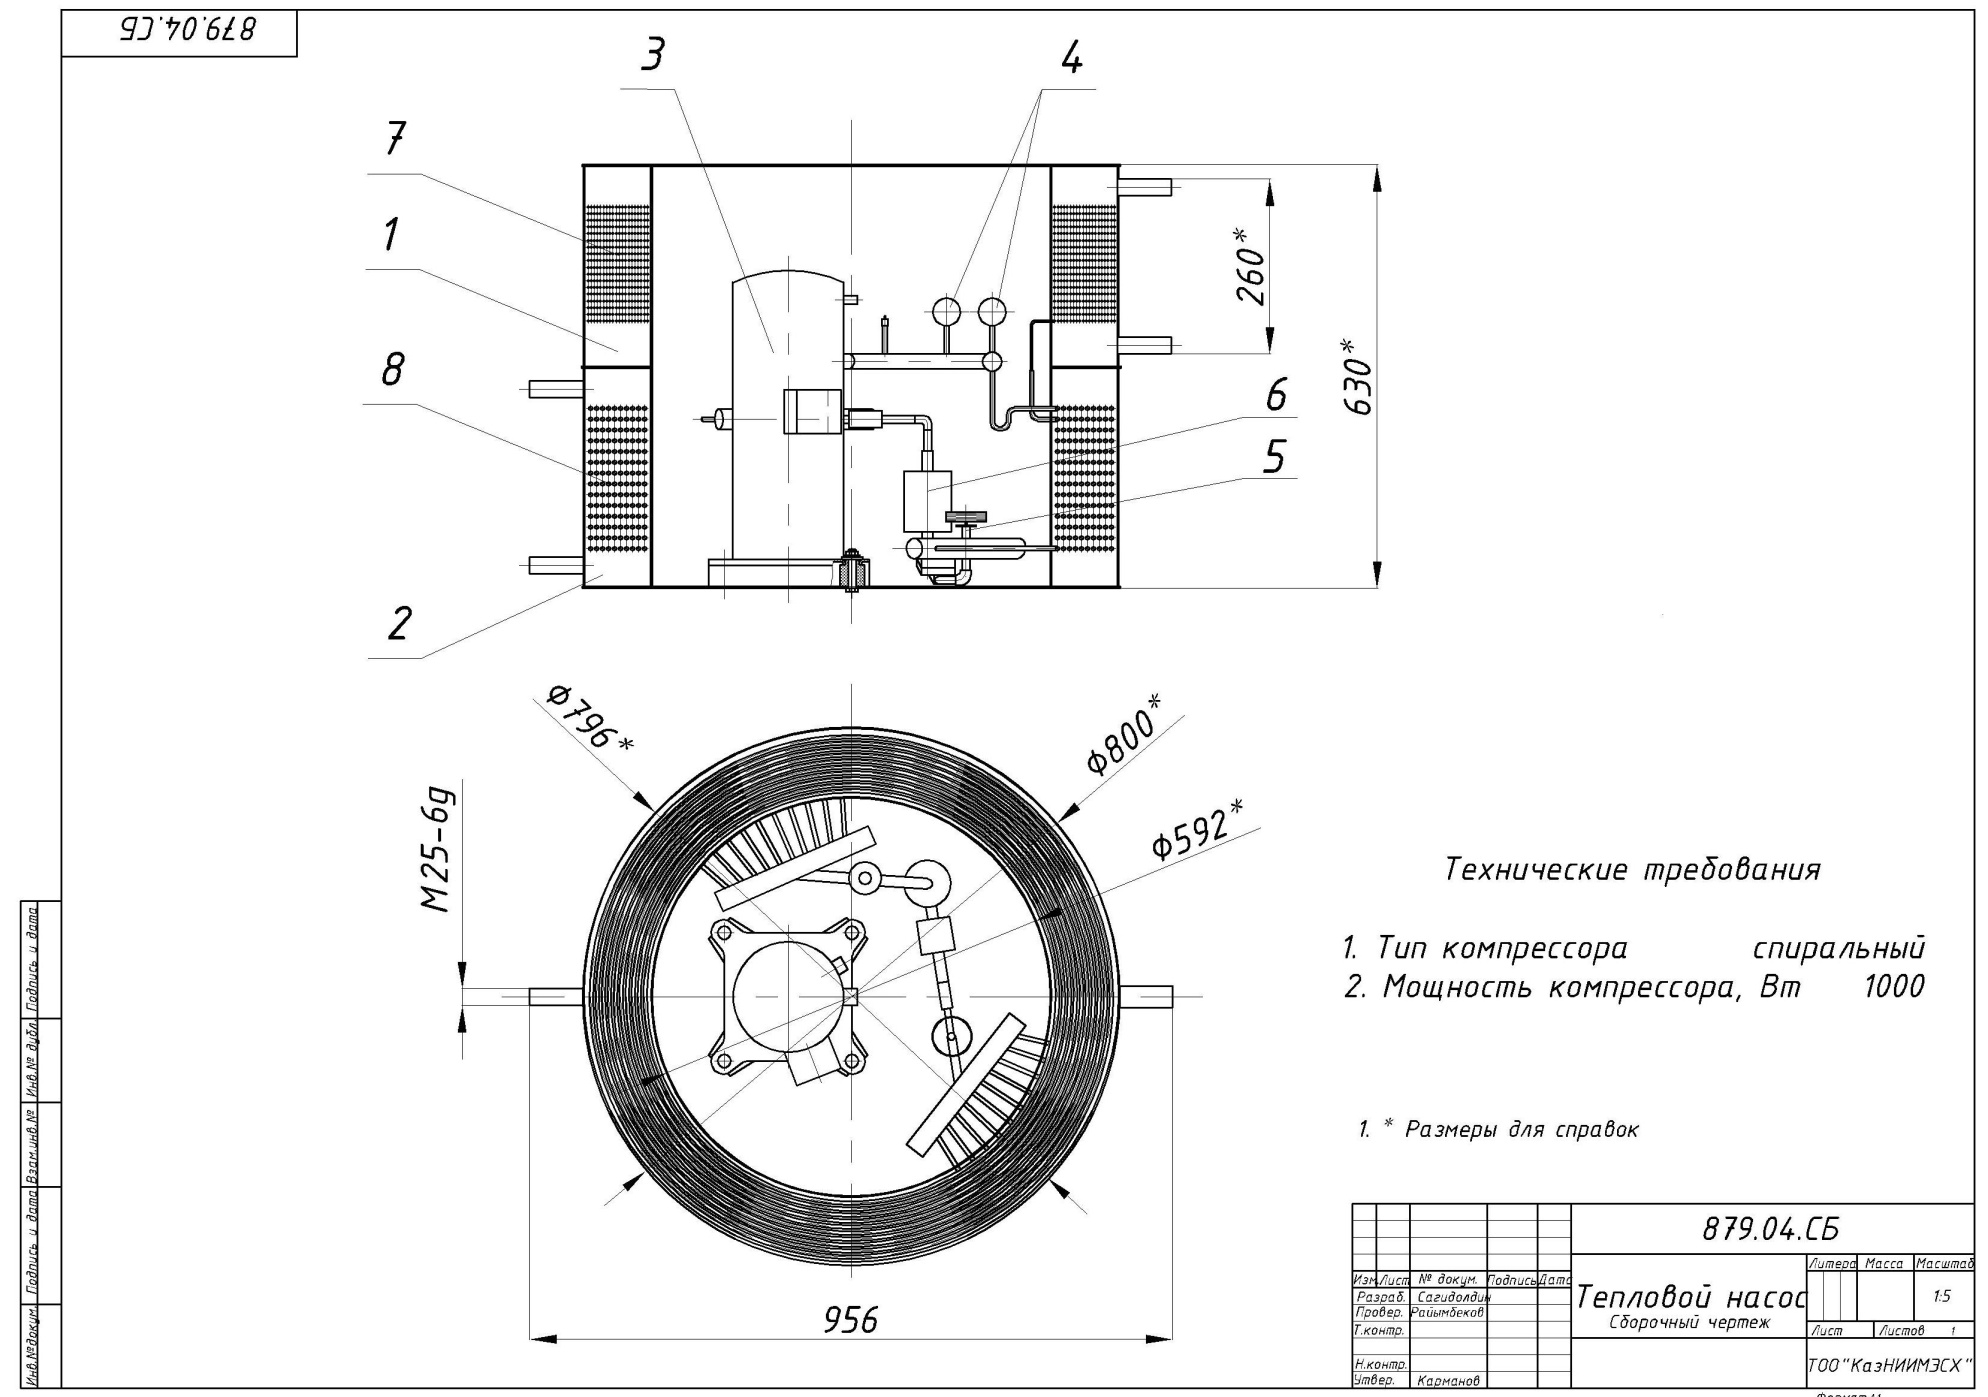 879.04.СБ
3
4
7
1
8
2
6
5
260*
630*
Ф796*
Ф800*
Ф592*
М25-6g
956
Технические требования
1. Тип компрессора спиральный
2. Мощность компрессора, Вт 1000
1. * Размеры для справок
Инв.№докум. Подпись и дата Взам.инв.№ Инв.№ дубл. Подпись и дата
879.04.СБ
Литера Масса Масштаб
Изм. Лист № докум. Подпись Дата
Разраб. Сагидолдин
Тепловой насос
1:5
Провер. Райымбеков
Сборочный чертеж
Т.контр.
Лист Листов 1
Н.контр.
ТОО"КазНИИМЭСХ"
Утвер. Карманов